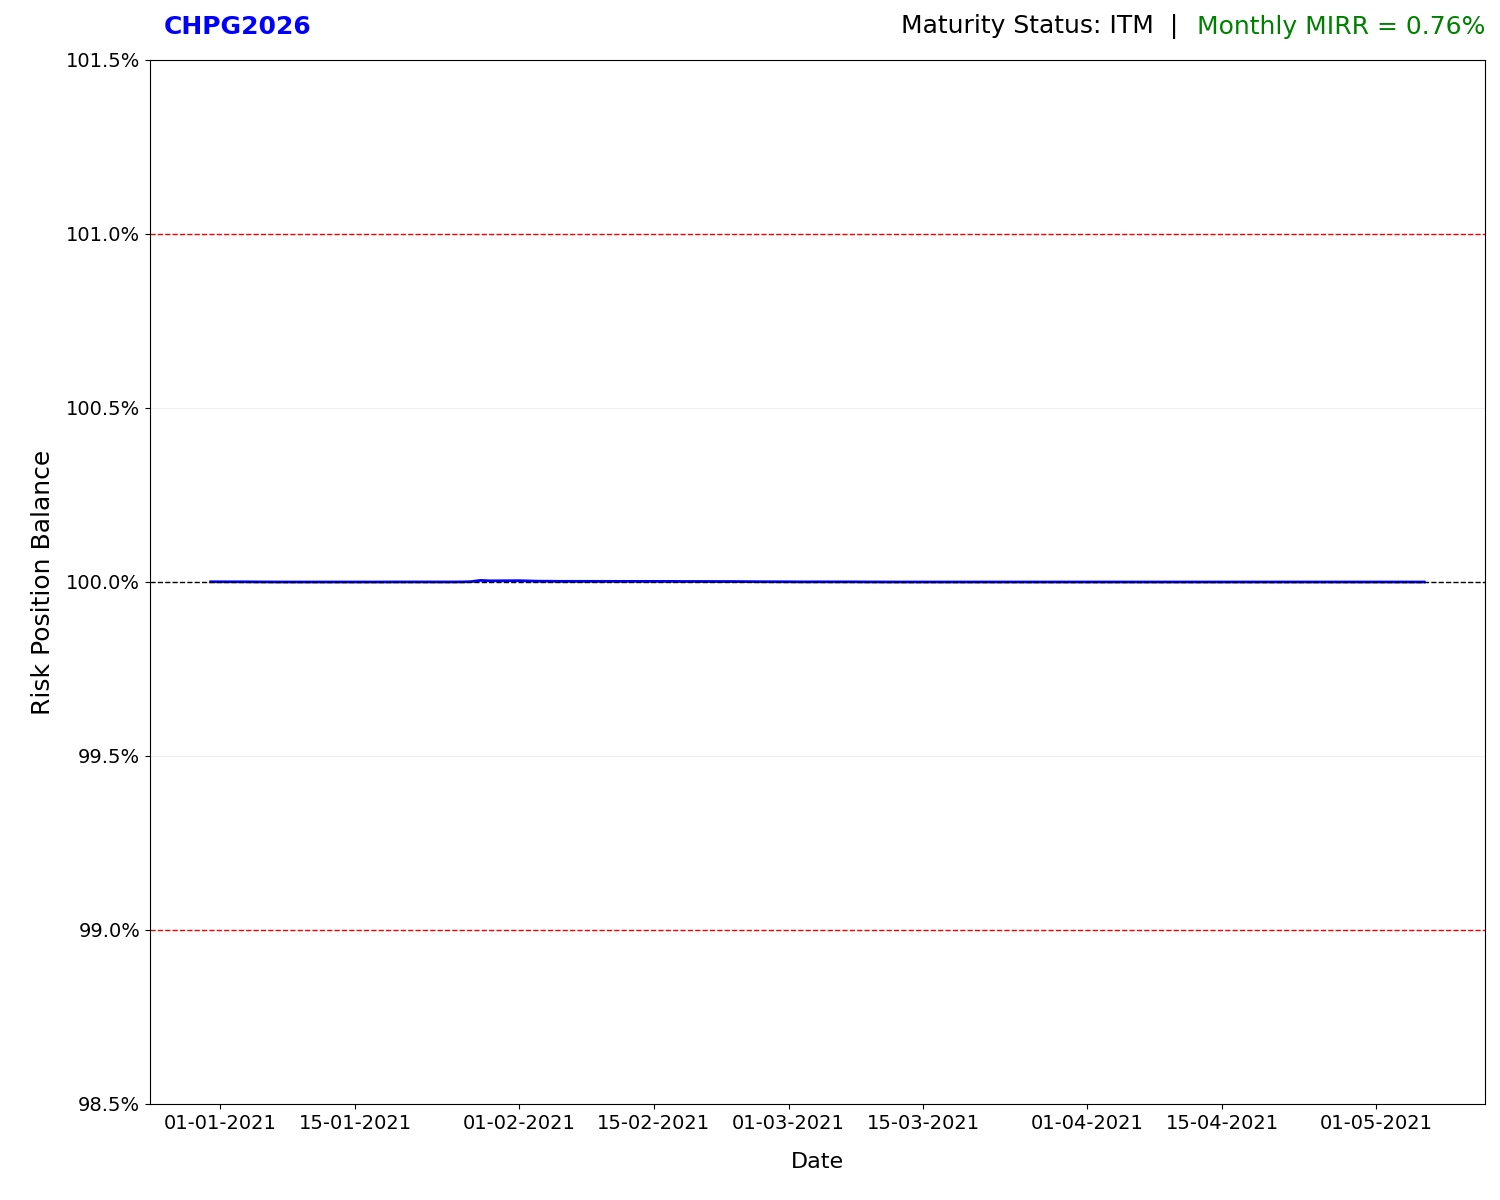 CHPG2026
Maturity Status: ITM | Monthly MIRR = 0.76%
101.5%
101.0%
100.5%
100.0%
99.5%
99.0%
98.5%
Risk Position Balance
01-01-2021 15-01-2021 01-02-2021 15-02-2021 01-03-2021 15-03-2021 01-04-2021 15-04-2021 01-05-2021
Date